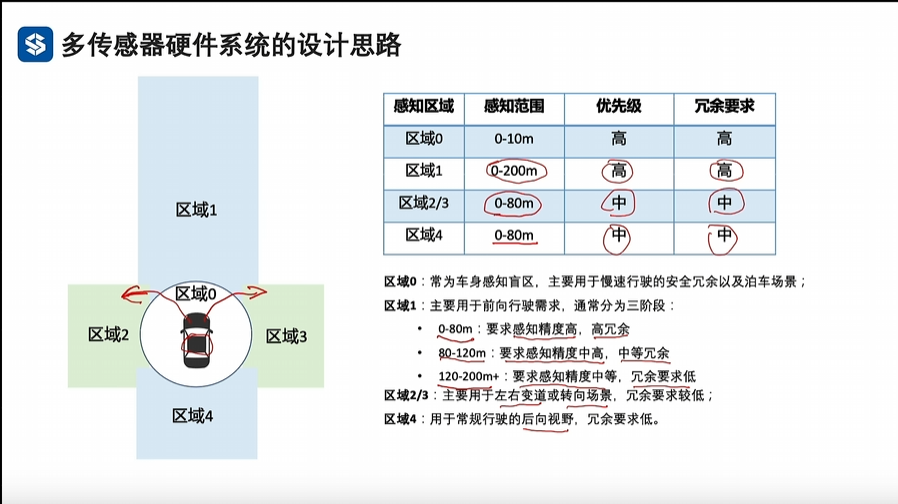 多传感器硬件系统的设计思路
区域1
区域0
区域2
区域3
区域4
感知区域 感知范围 优先级 冗余要求
区域0 0-10m 高 高
区域1 0-200m 高 高
区域2/3 0-80m 中 中
区域4 0-80m 中 中
区域0：常为车身感知盲区，主要用于慢速行驶的安全冗余以及泊车场景；
区域1：主要用于前向行驶需求，通常分为三阶段：
• 0-80m：要求感知精度高，高冗余
• 80-120m：要求感知精度中高，中等冗余
• 120-200m+：要求感知精度中等，冗余要求低
区域2/3：主要用于左右变道或转向场景，冗余要求较低；
区域4：用于常规行驶的后向视野，冗余要求低。